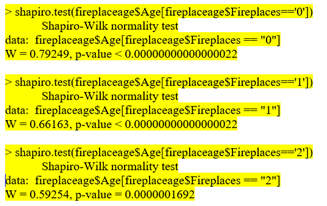 > shapiro.test(fireplaceage$Age[fireplaceage$Fireplaces=='0'])
Shapiro-Wilk normality test
data: fireplaceage$Age[fireplaceage$Fireplaces == "0"]
W = 0.79249, p-value < 0.00000000000000022
> shapiro.test(fireplaceage$Age[fireplaceage$Fireplaces=='1'])
Shapiro-Wilk normality test
data: fireplaceage$Age[fireplaceage$Fireplaces == "1"]
W = 0.66163, p-value < 0.00000000000000022
> shapiro.test(fireplaceage$Age[fireplaceage$Fireplaces=='2'])
Shapiro-Wilk normality test
data: fireplaceage$Age[fireplaceage$Fireplaces == "2"]
W = 0.59254, p-value = 0.0000001692